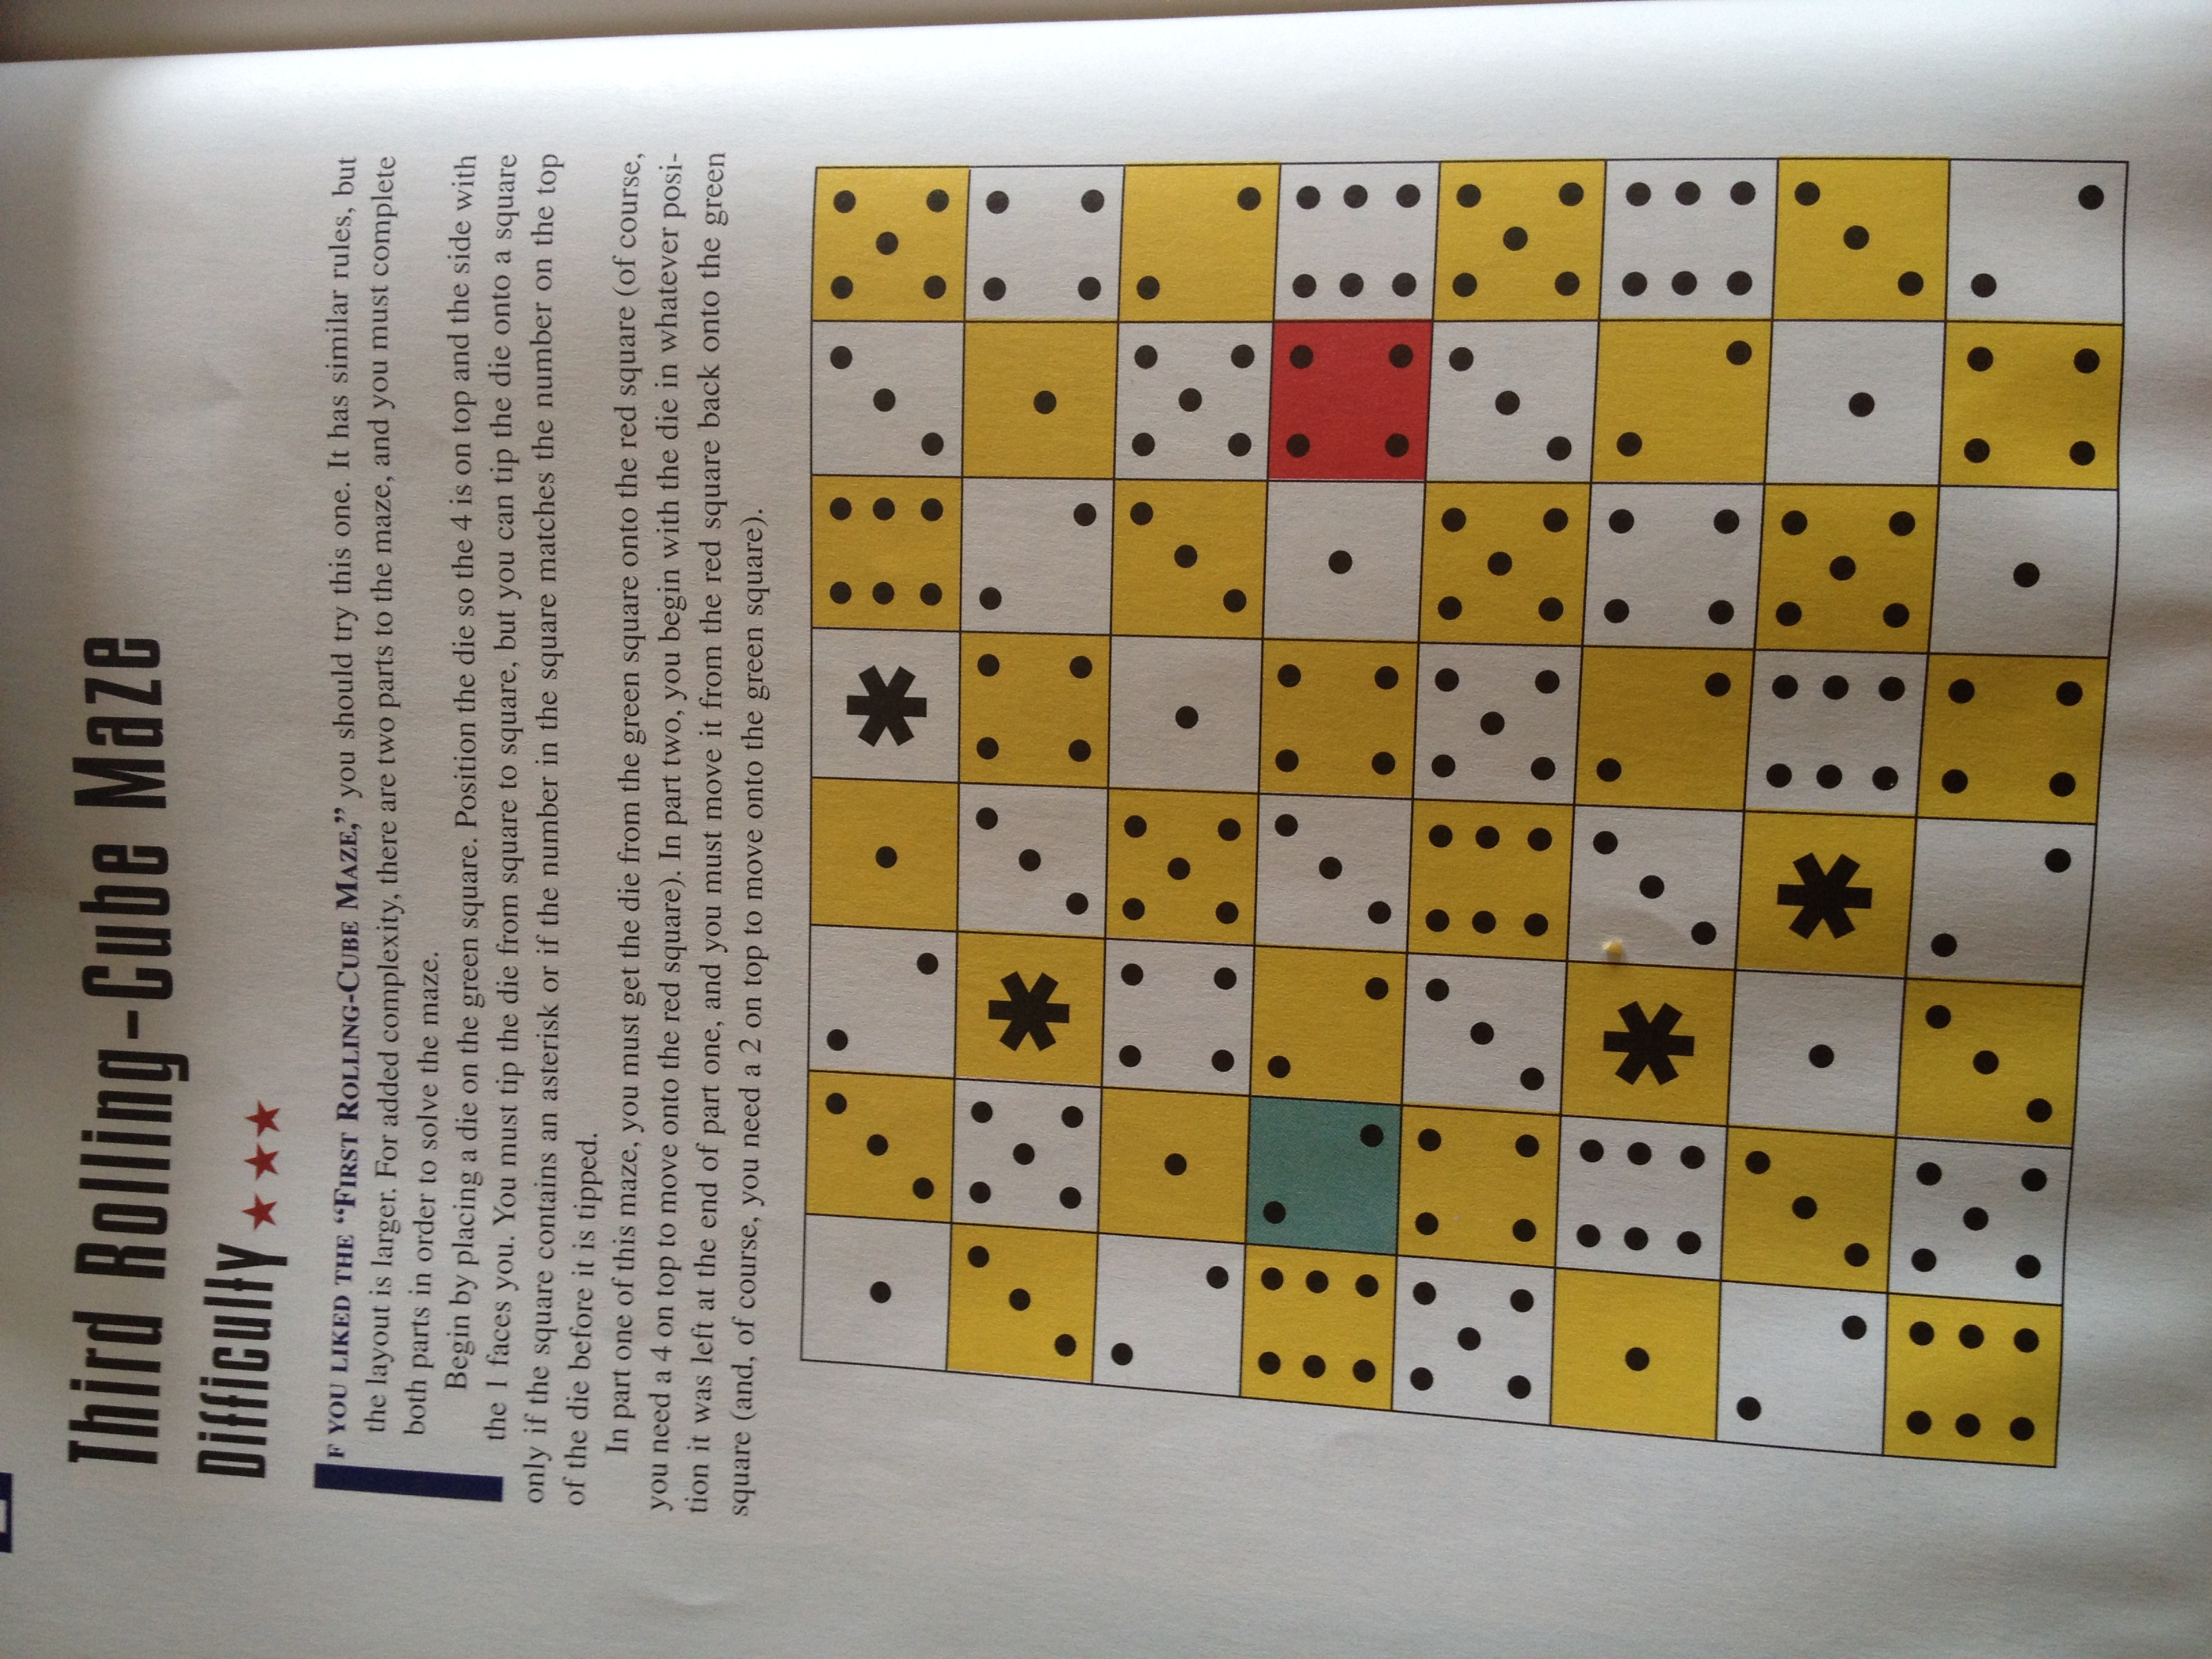 Third Rolling-Cube Maze
Difficulty ★ ★ ★
IF YOU LIKED THE “FIRST ROLLING-CUBE MAZE,” you should try this one. It has similar rules, but
the layout is larger. For added complexity, there are two parts to the maze, and you must complete
both parts in order to solve the maze.
Begin by placing a die on the green square. Position the die so the 4 is on top and the side with
the 1 faces you. You must tip the die from square to square, but you can tip the die onto a square
only if the square contains an asterisk or if the number in the square matches the number on the top
of the die before it is tipped.
In part one of this maze, you must get the die from the green square onto the red square (of course,
you need a 4 on top to move onto the red square). In part two, you begin with the die in whatever posi-
tion it was left at the end of part one, and you must move it from the red square back onto the green
square (and, of course, you need a 2 on top to move onto the green square).